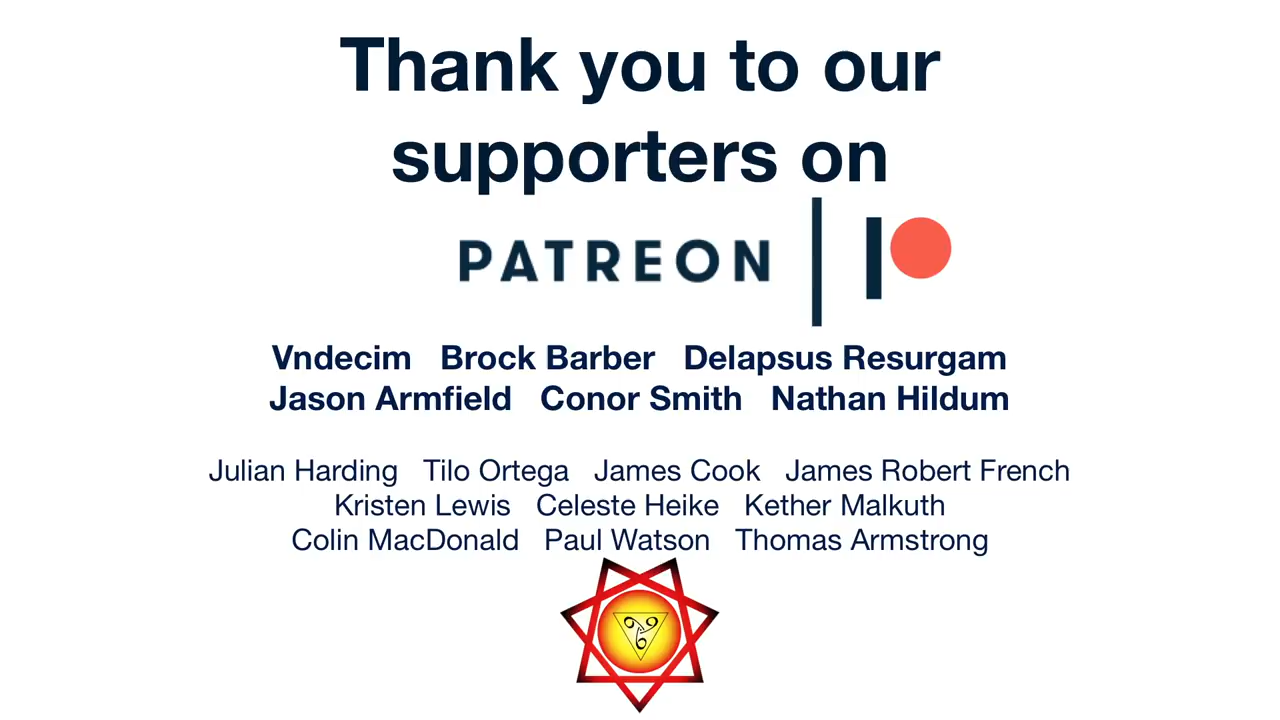 Thank you to our
supporters on
PATREON
Vndecim Brock Barber Delapsus Resurgam
Jason Armfield Conor Smith Nathan Hildum
Julian Harding Tilo Ortega James Cook James Robert French
Kristen Lewis Celeste Heike Kether Malkuth
Colin MacDonald Paul Watson Thomas Armstrong